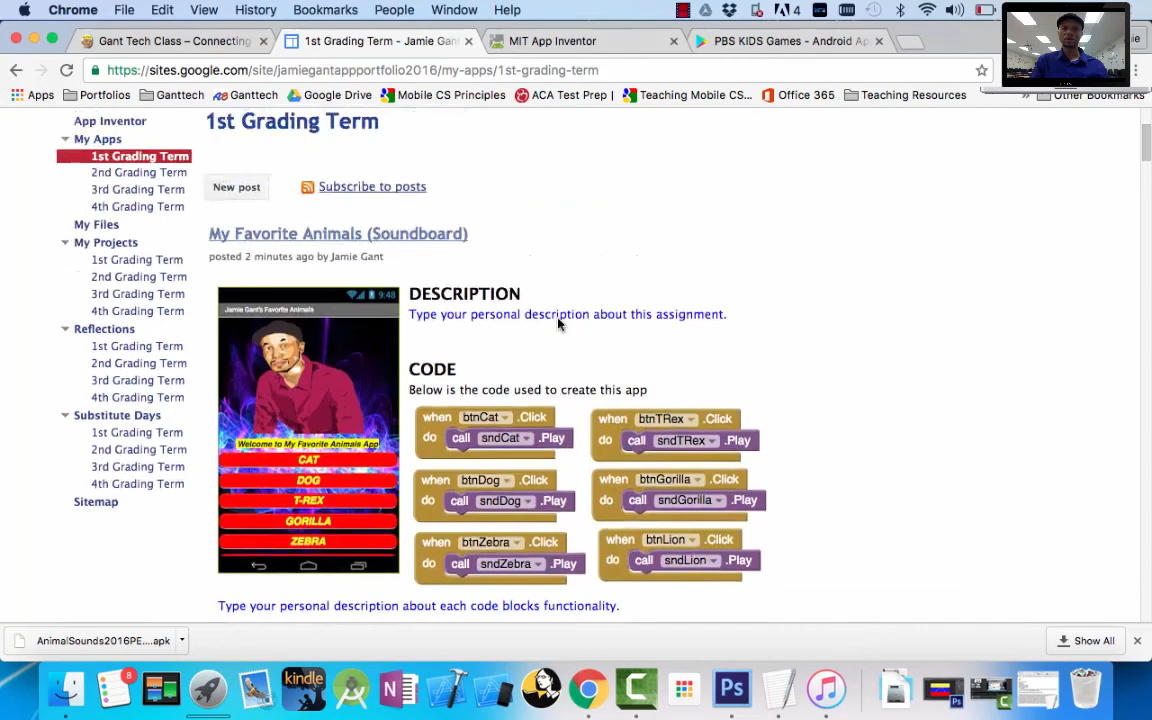 Chrome File Edit View History Bookmarks People Window Help 4
Gant Tech Class – Connecting
1st Grading Term - Jamie Gan
MIT App Inventor
PBS KIDS Games - Android Ap
https://sites.google.com/site/jamiegantappportfolio2016/my-apps/1st-grading-term
Apps Portfolios Ganttech Ganttech Google Drive Mobile CS Principles ACA Test Prep | Teaching Mobile CS... Office 365 Teaching Resources » Other Bookmarks
App Inventor
My Apps
1st Grading Term
2nd Grading Term
3rd Grading Term
4th Grading Term
My Files
My Projects
1st Grading Term
2nd Grading Term
3rd Grading Term
4th Grading Term
Reflections
1st Grading Term
2nd Grading Term
3rd Grading Term
4th Grading Term
Substitute Days
1st Grading Term
2nd Grading Term
3rd Grading Term
4th Grading Term
Sitemap
1st Grading Term
New post
Subscribe to posts
My Favorite Animals (Soundboard)
posted 2 minutes ago by Jamie Gant
9:48
Jamie Gant's Favorite Animals
Welcome to My Favorite Animals App
CAT
DOG
T-REX
GORILLA
ZEBRA
DESCRIPTION
Type your personal description about this assignment.
CODE
Below is the code used to create this app
when btnCat .Click
do call sndCat .Play
when btnTRex .Click
do call sndTRex .Play
when btnDog .Click
do call sndDog .Play
when btnGorilla .Click
do call sndGorilla .Play
when btnZebra .Click
do call sndZebra .Play
when btnLion .Click
do call sndLion .Play
Type your personal description about each code blocks functionality.
AnimalSounds2016PE....apk
Show All
8
kindle
N
C
Ps
Ps